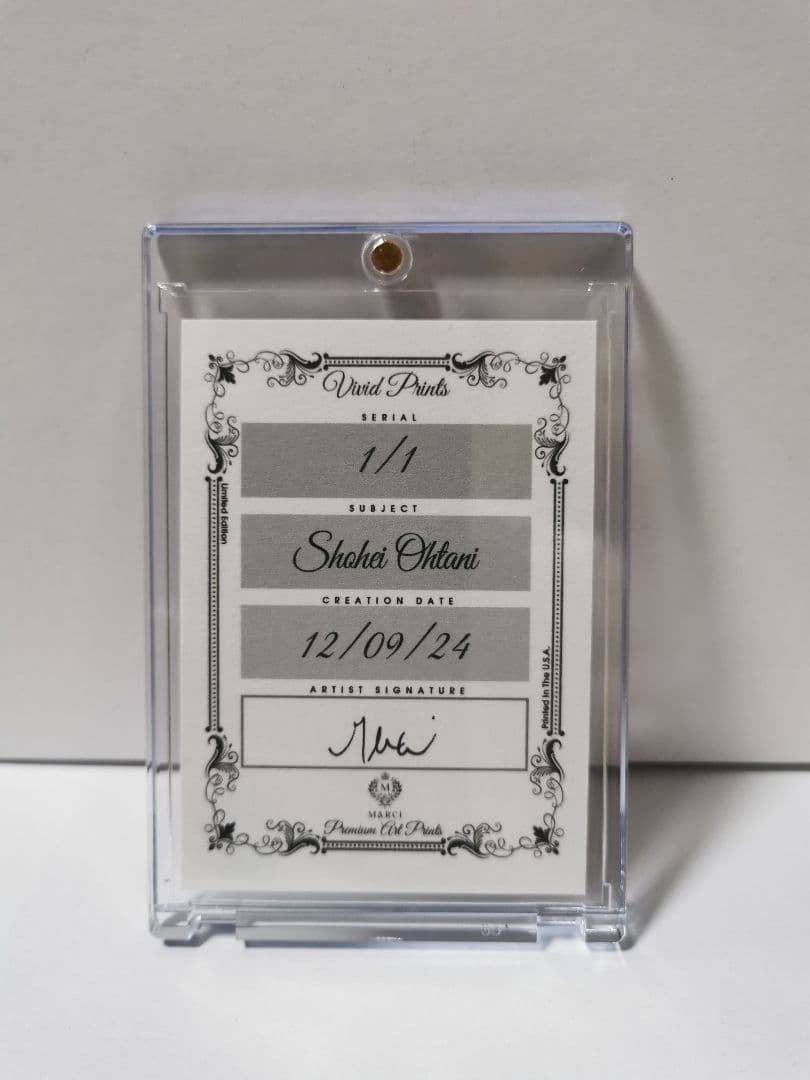 Vivid Prints
SERIAL
1/1
Limited Edition
SUBJECT
Shohei Ohtani
CREATION DATE
12/09/24
Printed In The U.S.A.
ARTIST SIGNATURE
M
MARCI
Premium Art Prints